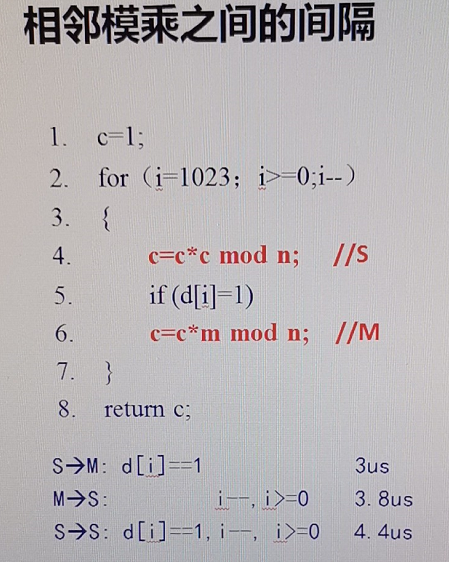 相邻模乘之间的间隔
1. c=1;
2. for（i=1023；i>=0;i--）
3. {
4. c=c*c mod n; //S
5. if (d[i]=1)
6. c=c*m mod n; //M
7. }
8. return c;
S→M: d[i]==1 3us
M→S: i--, i>=0 3.8us
S→S: d[i]==1, i--, i>=0 4.4us